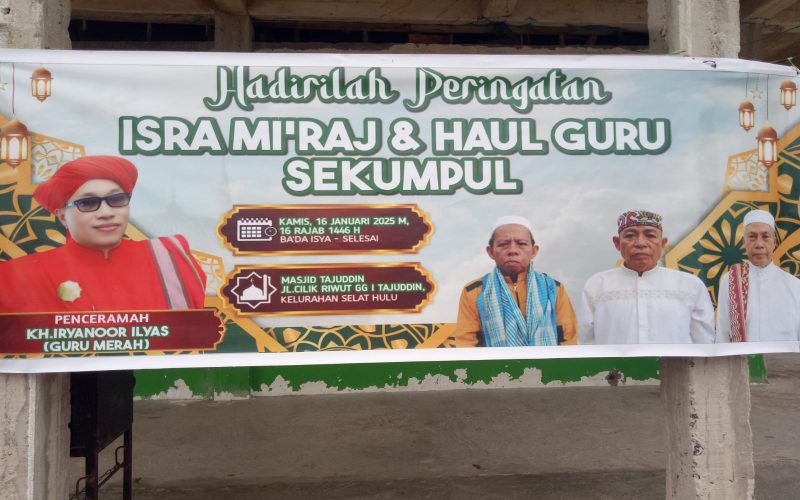 Hadirilah Peringatan
ISRA MI'RAJ & HAUL GURU
SEKUMPUL
KAMIS, 16 JANUARI 2025 M,
16 RAJAB 1446 H
BA'DA ISYA - SELESAI
MASJID TAJUDDIN
JL.CILIK RIWUT GG I TAJUDDIN,
KELURAHAN SELAT HULU
PENCERAMAH
KH.IRYANOOR ILYAS
(GURU MERAH)